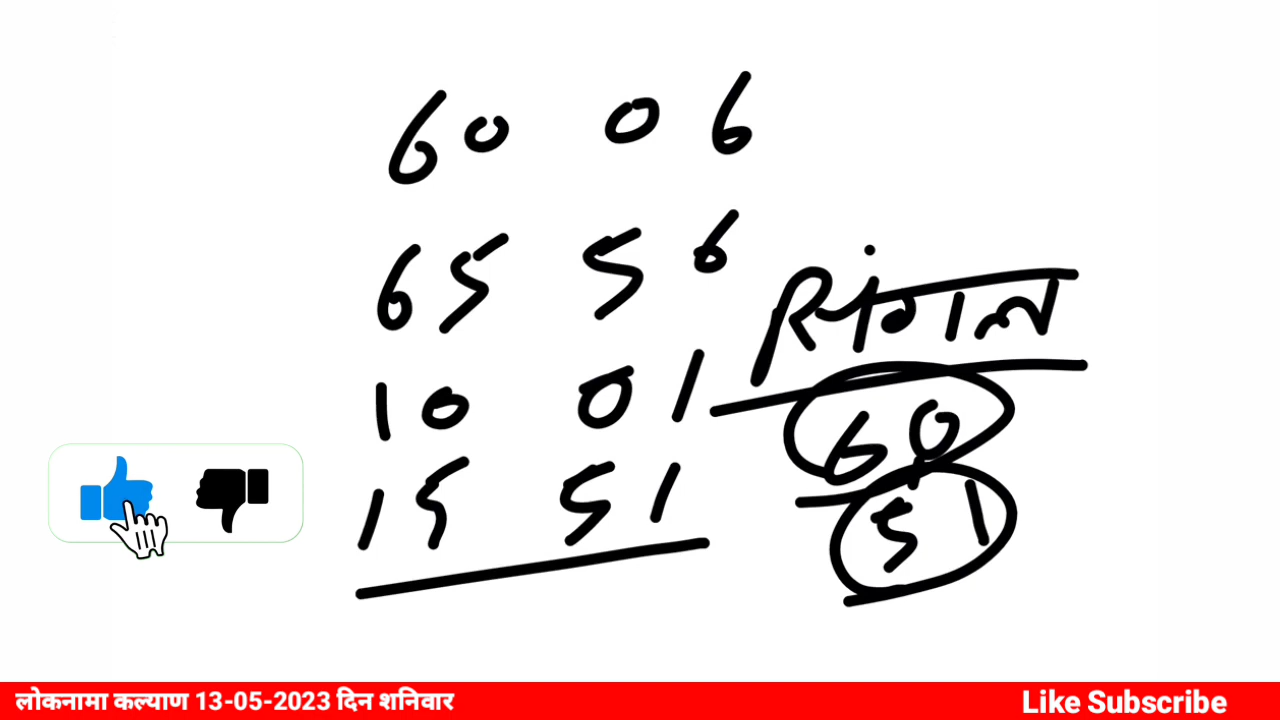 60 06
65 56
सिंगल
10 01
60
15 51
51
लोकनामा कल्याण 13-05-2023 दिन शनिवार
Like Subscribe